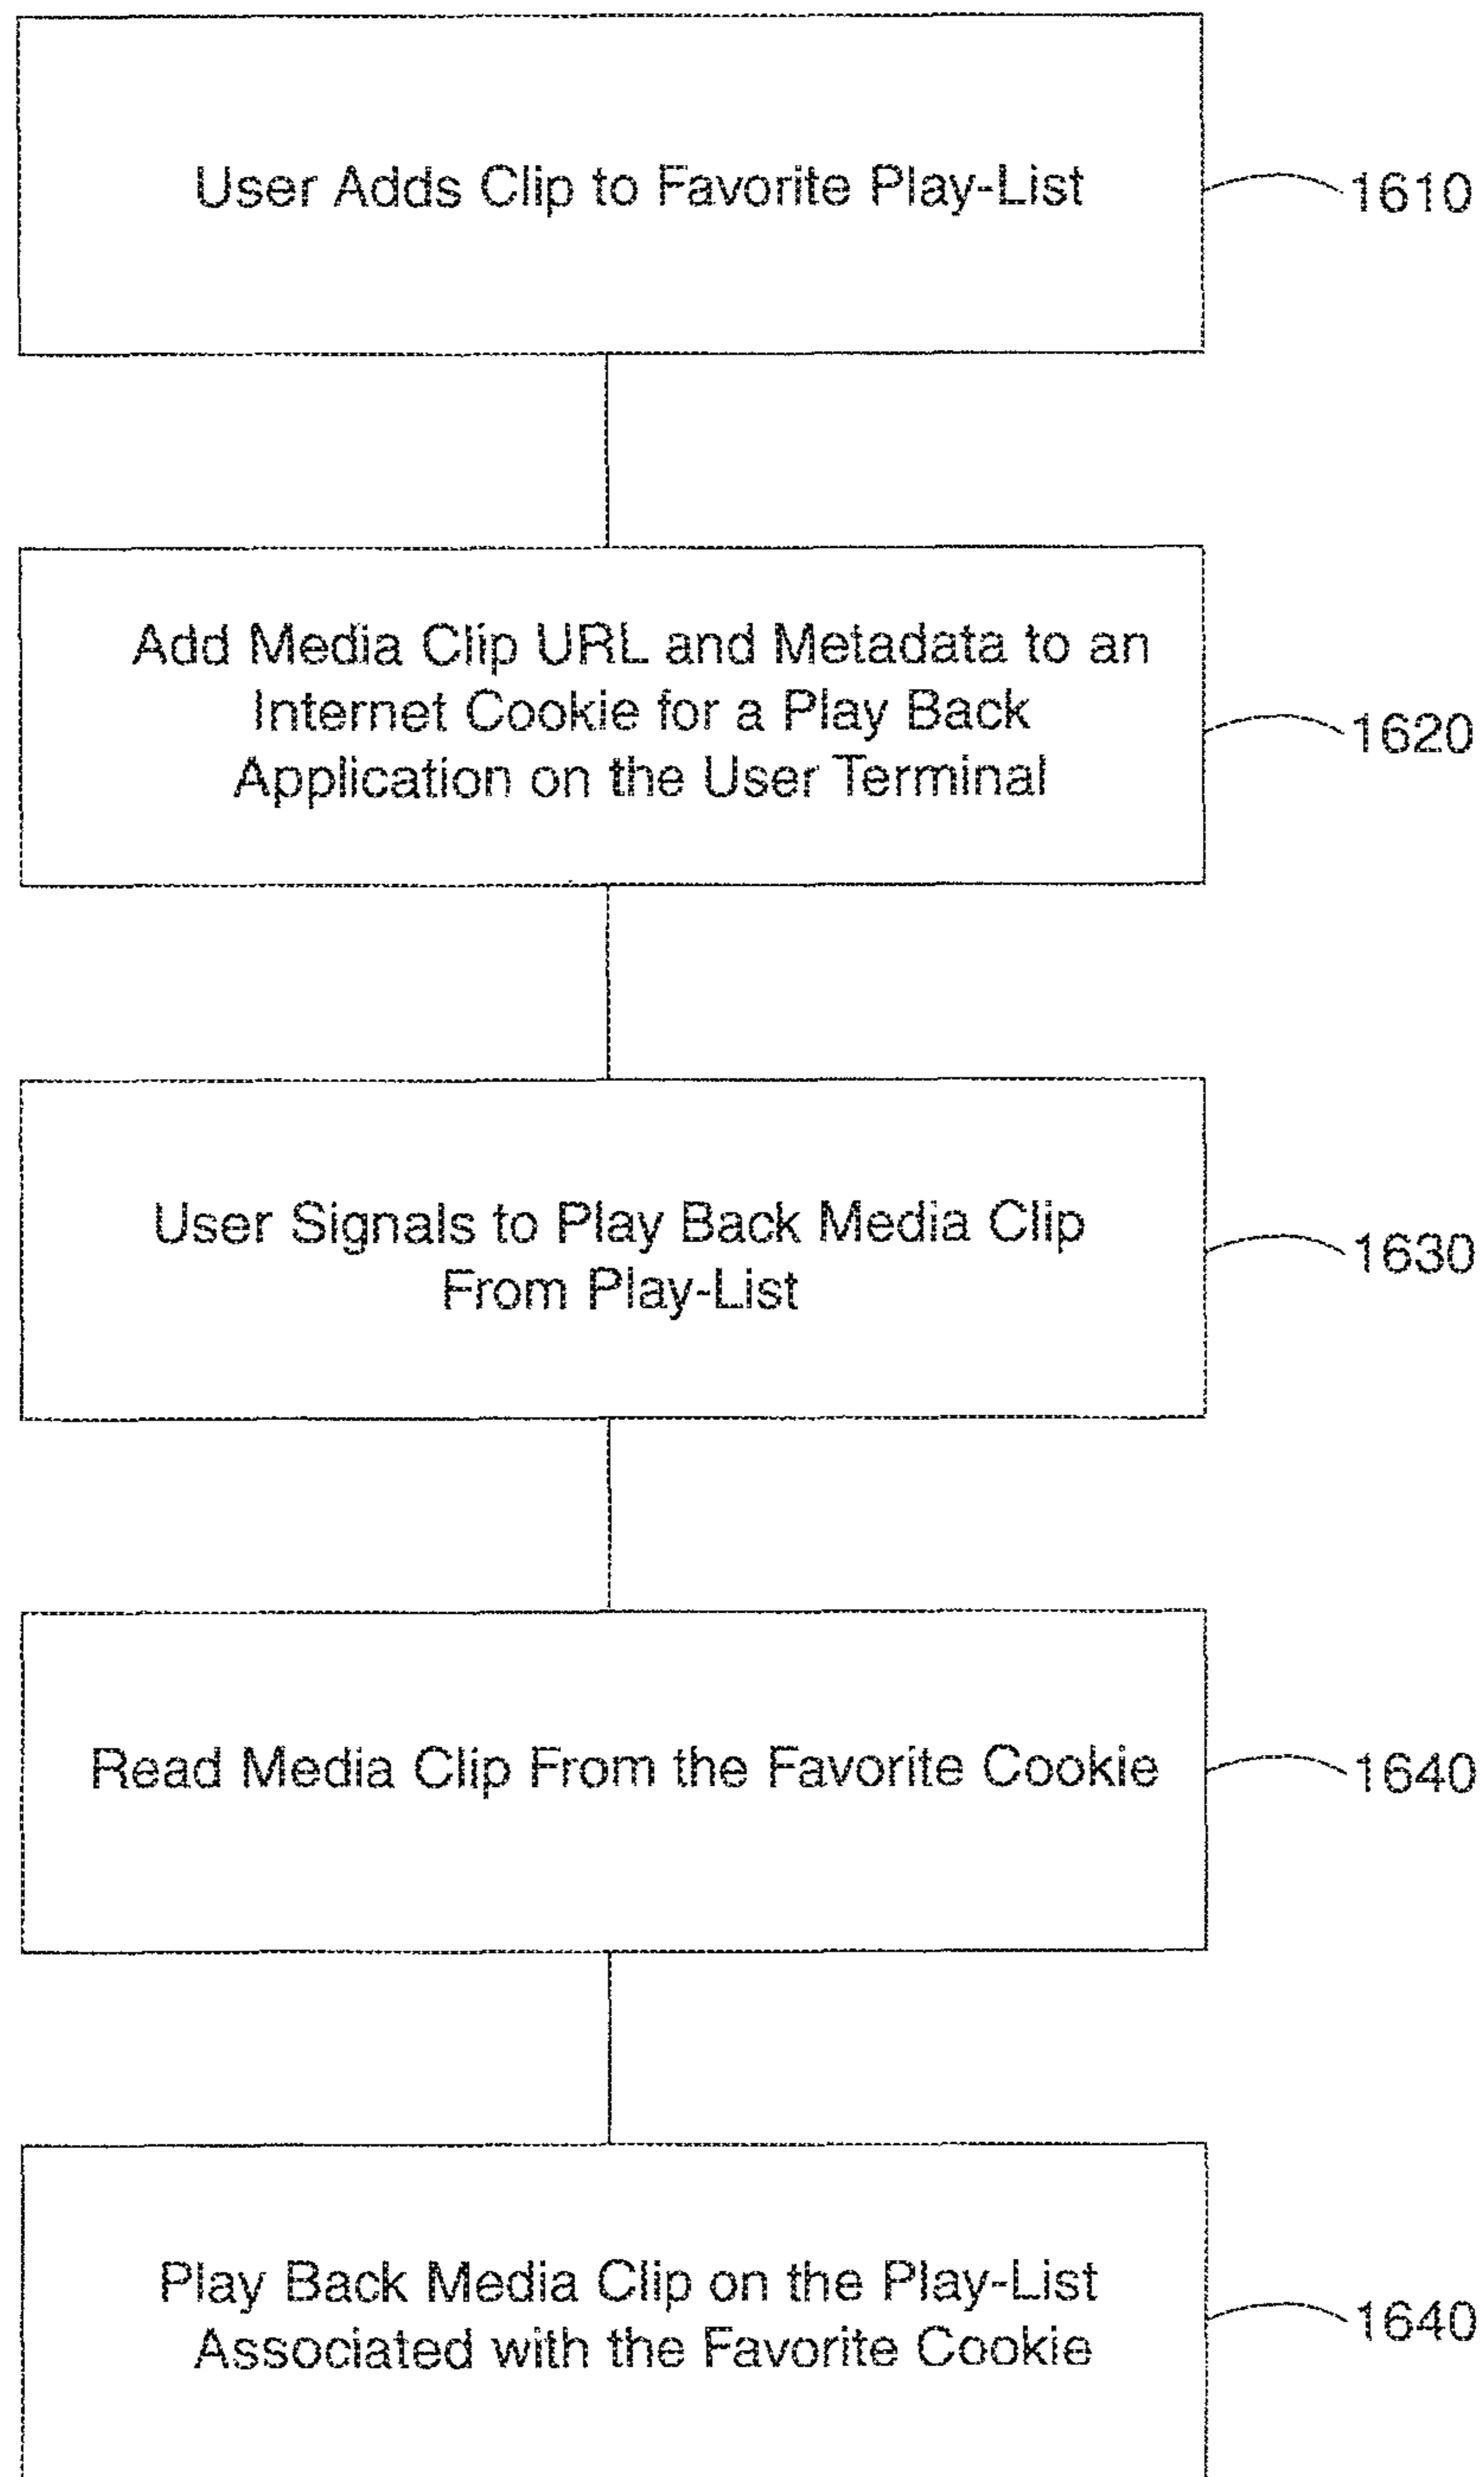 User Adds Clip to Favorite Play-List
1610
Add Media Clip URL and Metadata to an
Internet Cookie for a Play Back
Application on the User Terminal
1620
User Signals to Play Back Media Clip
From Play-List
1630
Read Media Clip From the Favorite Cookie
1640
Play Back Media Clip on the Play-List
Associated with the Favorite Cookie
1640